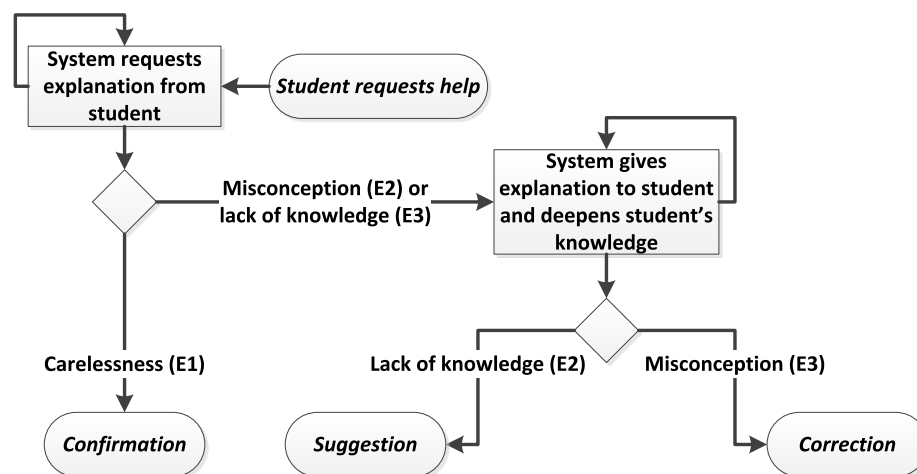 System requests
explanation from
student
Student requests help
Misconception (E2) or
lack of knowledge (E3)
System gives
explanation to student
and deepens student’s
knowledge
Carelessness (E1)
Lack of knowledge (E2)
Misconception (E3)
Confirmation
Suggestion
Correction